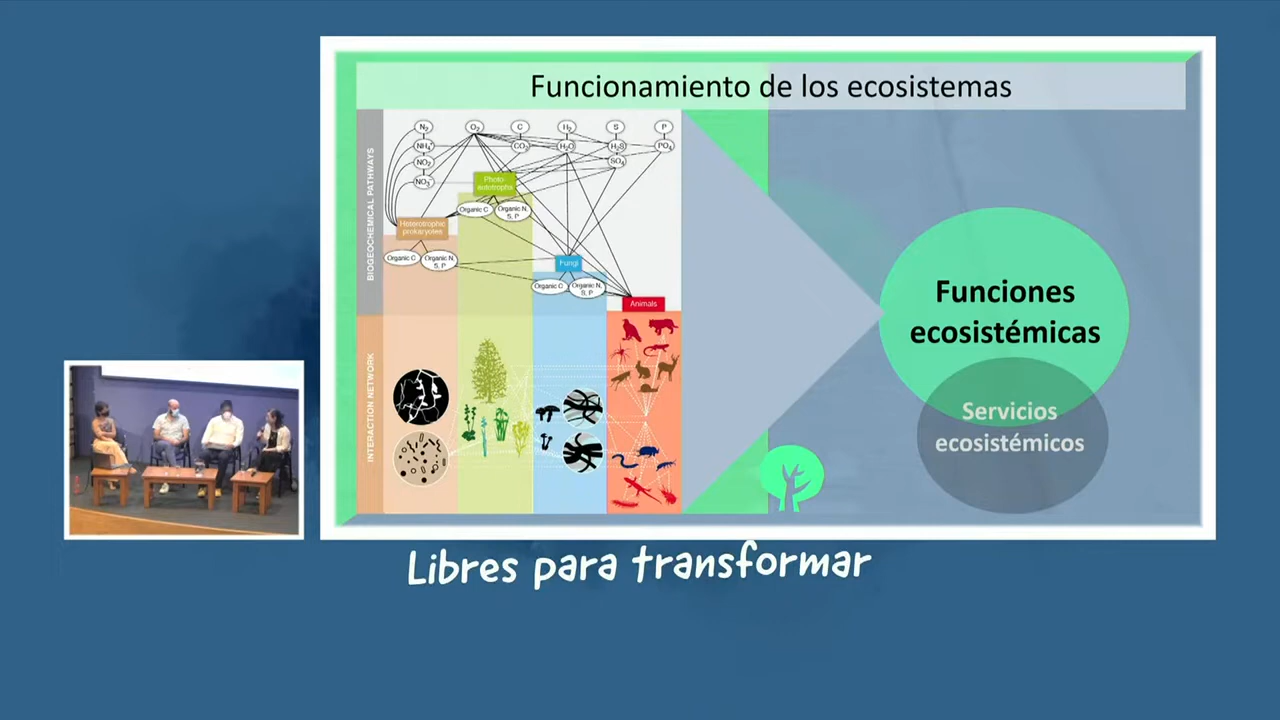 Funcionamiento de los ecosistemas
BIOGEOCHEMICAL PATHWAYS
N2
O2
C
H2
S
P
NH4+
CO2
H2O
H2S
PO4
NO2
SO4
NO3-
Photo
autotrophs
Organic C
Organic N,
S, P
Heterotrophic
prokaryotes
Organic C
Organic N,
S, P
Fungi
Organic C
Organic N,
S, P
Animals
INTERACTION NETWORK
Funciones
ecosistémicas
Servicios
ecosistémicos
Libres para transformar